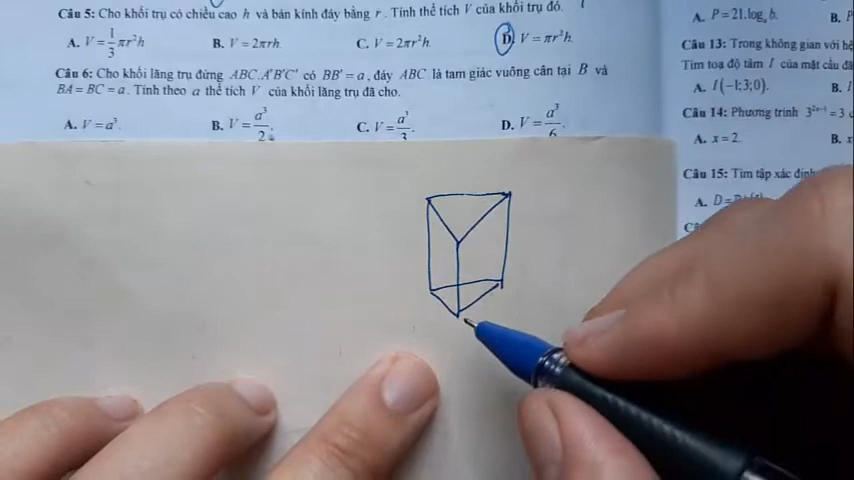 Câu 5: Cho khối trụ có chiều cao h và bán kính đáy bằng r. Tính thể tích V của khối trụ đó.
A. V = 1/3 πr²h B. V = 2πrh. C. V = 2πr²h. D. V = πr²h.
Câu 6: Cho khối lăng trụ đứng ABC.A'B'C' có BB' = a, đáy ABC là tam giác vuông cân tại B và
BA = BC = a. Tính theo a thể tích V của khối lăng trụ đã cho.
A. V = a³. B. V = a³/2. C. V = a³/3. D. V = a³/6.
A. P = 21.logₐ b. B. P
Câu 13: Trong không gian với hệ
Tìm toạ độ tâm I của mặt cầu đã
A. I(−1;3;0). B. I
Câu 14: Phương trình 3²ˣ⁻¹ = 3 c
A. x = 2. B. x
Câu 15: Tìm tập xác định
A. D =